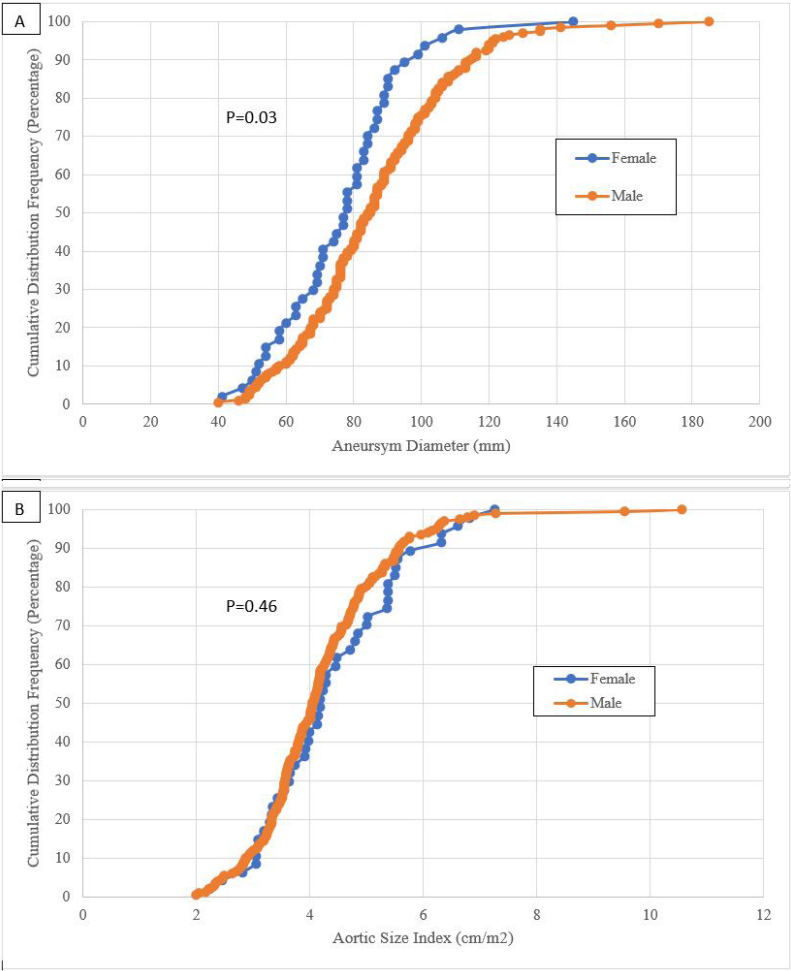 A
100
90
80
70
60
50
40
30
20
10
0
Cumulative Distribution Frequency (Percentage)
P=0.03
Female
Male
0 20 40 60 80 100 120 140 160 180 200
Aneursym Diameter (mm)
B
100
90
80
70
60
50
40
30
20
10
0
Cumulative Distribution Frequency (Percentage)
P=0.46
Female
Male
0 2 4 6 8 10 12
Aortic Size Index (cm/m2)